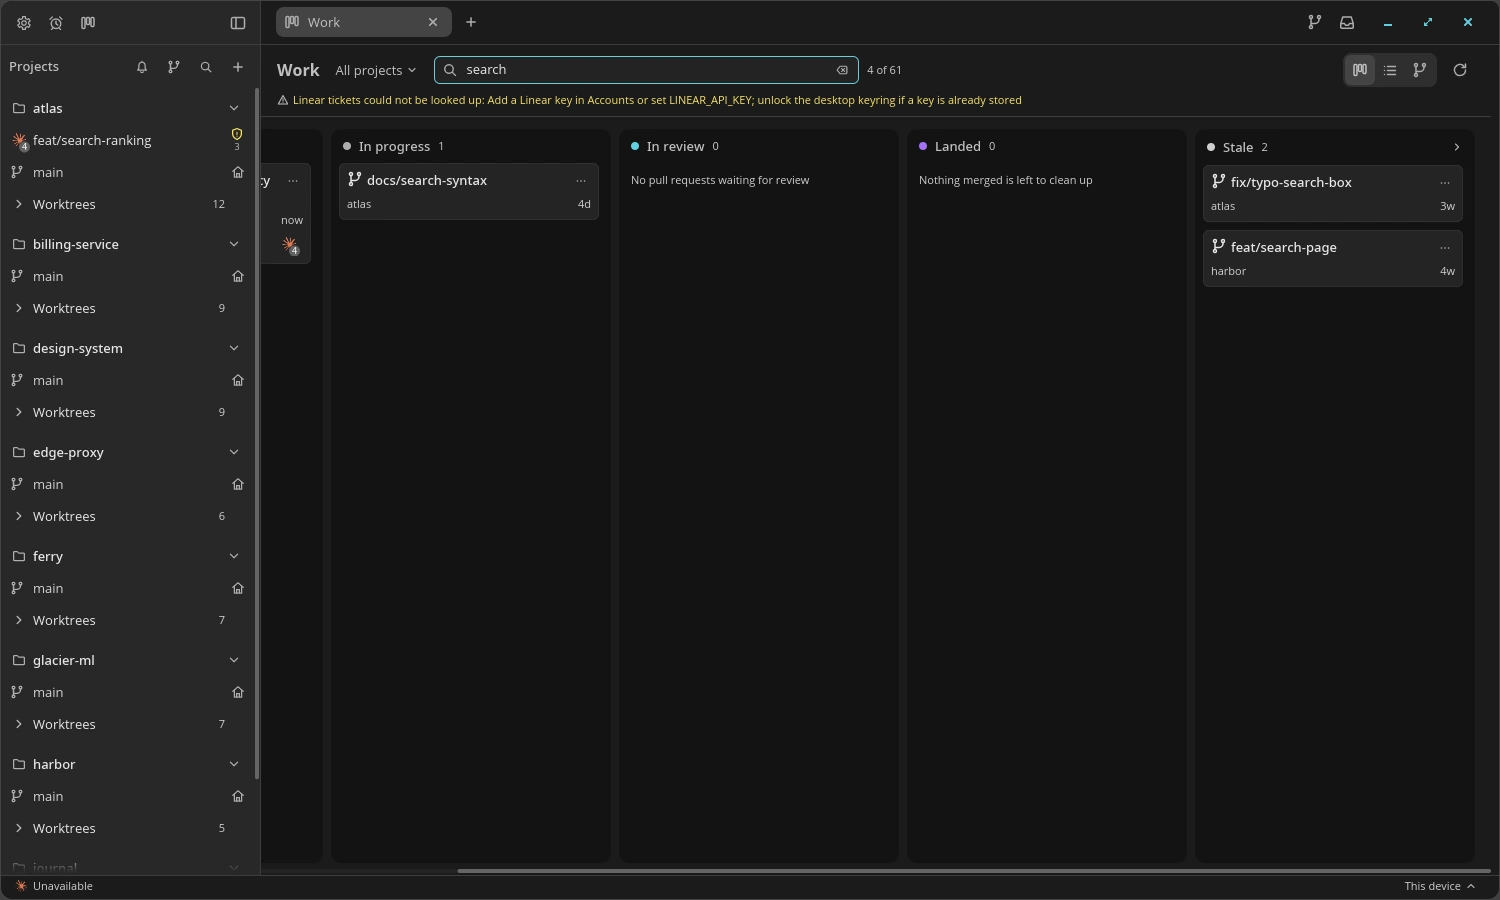 Work
Projects
Work
All projects
search
4 of 61
Linear tickets could not be looked up: Add a Linear key in Accounts or set LINEAR_API_KEY; unlock the desktop keyring if a key is already stored
atlas
4
feat/search-ranking
3
main
Worktrees
12
billing-service
main
Worktrees
9
design-system
main
Worktrees
9
edge-proxy
main
Worktrees
6
ferry
main
Worktrees
7
glacier-ml
main
Worktrees
7
harbor
main
Worktrees
5
journal
now
4
In progress 1
docs/search-syntax
atlas
4d
In review 0
No pull requests waiting for review
Landed 0
Nothing merged is left to clean up
Stale 2
fix/typo-search-box
atlas
3w
feat/search-page
harbor
4w
Unavailable
This device